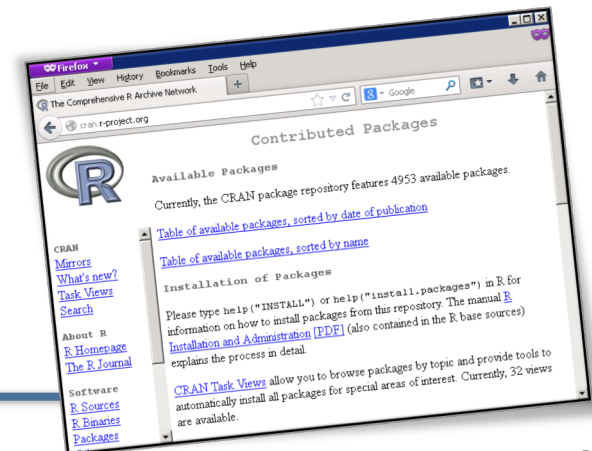 Firefox
File Edit View History Bookmarks Tools Help
The Comprehensive R Archive Network
cran.r-project.org
Google
R
CRAN
Mirrors
What's new?
Task Views
Search
About R
R Homepage
The R Journal
Software
R Sources
R Binaries
Packages
Contributed Packages
Available Packages
Currently, the CRAN package repository features 4953 available packages.
Table of available packages, sorted by date of publication
Table of available packages, sorted by name
Installation of Packages
Please type help("INSTALL") or help("install.packages") in R for
information on how to install packages from this repository. The manual R
Installation and Administration [PDF] (also contained in the R base sources)
explains the process in detail.
CRAN Task Views allow you to browse packages by topic and provide tools to
automatically install all packages for special areas of interest. Currently, 32 views
are available.